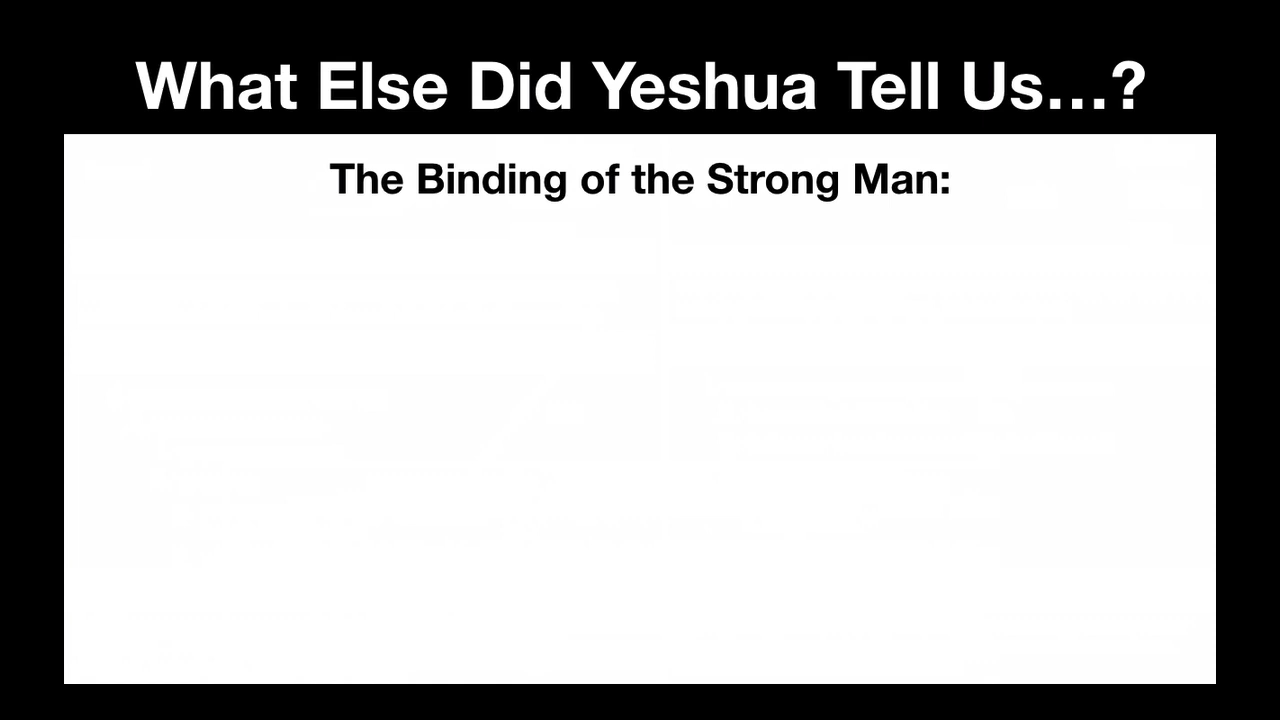 What Else Did Yeshua Tell Us…?
The Binding of the Strong Man: